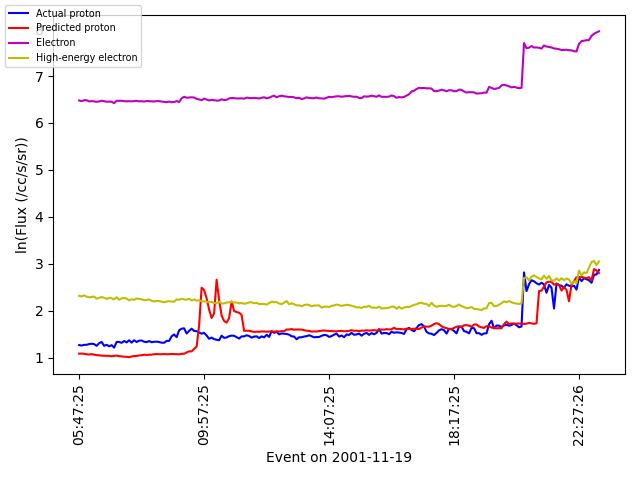 Actual proton
Predicted proton
Electron
High-energy electron
7
6
5
4
3
2
1
ln(Flux (/cc/s/sr))
05:47:25
09:57:25
14:07:25
18:17:25
22:27:26
Event on 2001-11-19